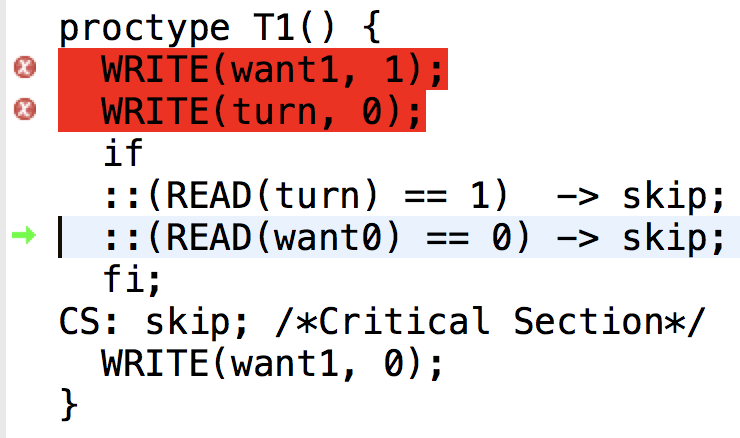 proctype T1() {
  WRITE(want1, 1);
  WRITE(turn, 0);
  if
  ::(READ(turn) == 1)  -> skip;
  ::(READ(want0) == 0) -> skip;
  fi;
CS: skip; /*Critical Section*/
  WRITE(want1, 0);
}